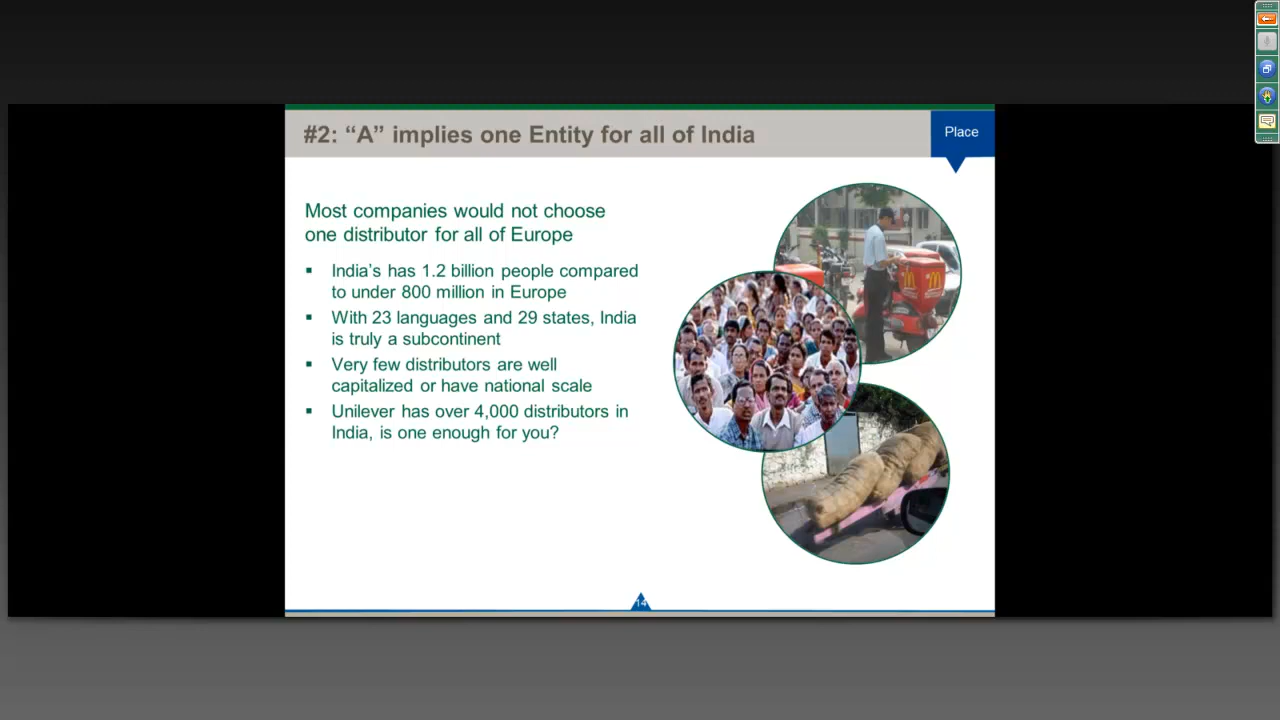 #2: “A” implies one Entity for all of India
Place
Most companies would not choose
one distributor for all of Europe
▪ India’s has 1.2 billion people compared
to under 800 million in Europe
▪ With 23 languages and 29 states, India
is truly a subcontinent
▪ Very few distributors are well
capitalized or have national scale
▪ Unilever has over 4,000 distributors in
India, is one enough for you?
14